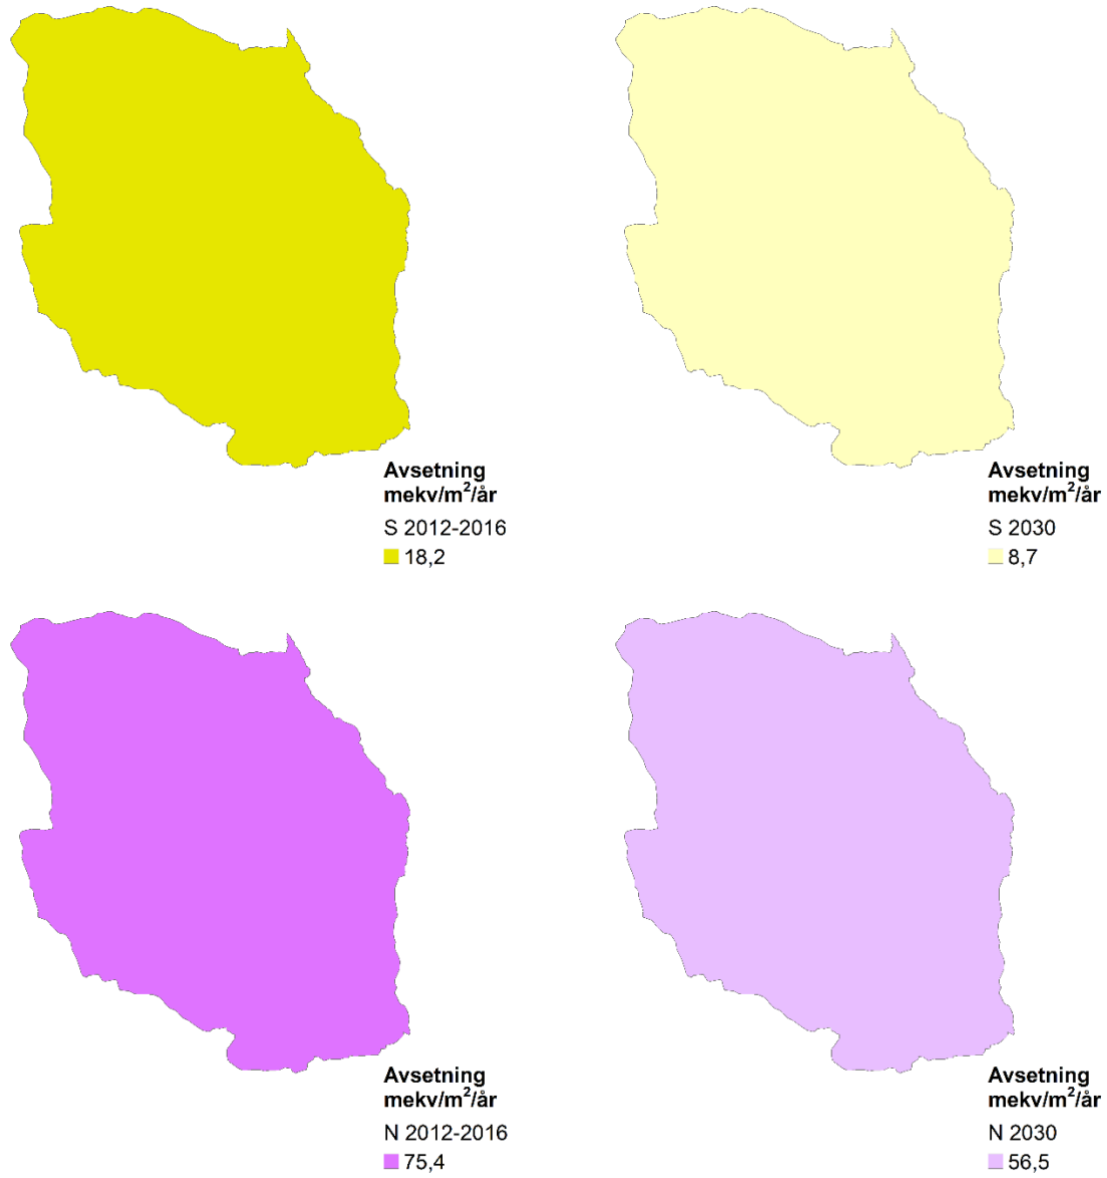 Avsetning
mekv/m²/år
S 2012-2016
18,2
Avsetning
mekv/m²/år
S 2030
8,7
Avsetning
mekv/m²/år
N 2012-2016
75,4
Avsetning
mekv/m²/år
N 2030
56,5